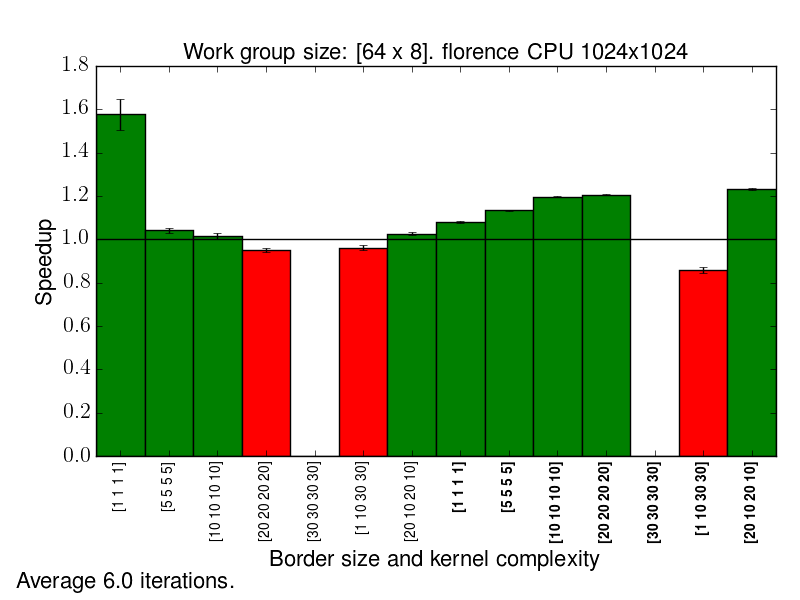 Work group size: [64 x 8]. florence CPU 1024x1024
1.8
1.6
1.4
1.2
1.0
0.8
0.6
0.4
0.2
0.0
Speedup
[1 1 1 1]
[5 5 5 5]
[10 10 10 10]
[20 20 20 20]
[30 30 30 30]
[1 10 30 30]
[20 10 20 10]
[1 1 1 1]
[5 5 5 5]
[10 10 10 10]
[20 20 20 20]
[30 30 30 30]
[1 10 30 30]
[20 10 20 10]
Border size and kernel complexity
Average 6.0 iterations.